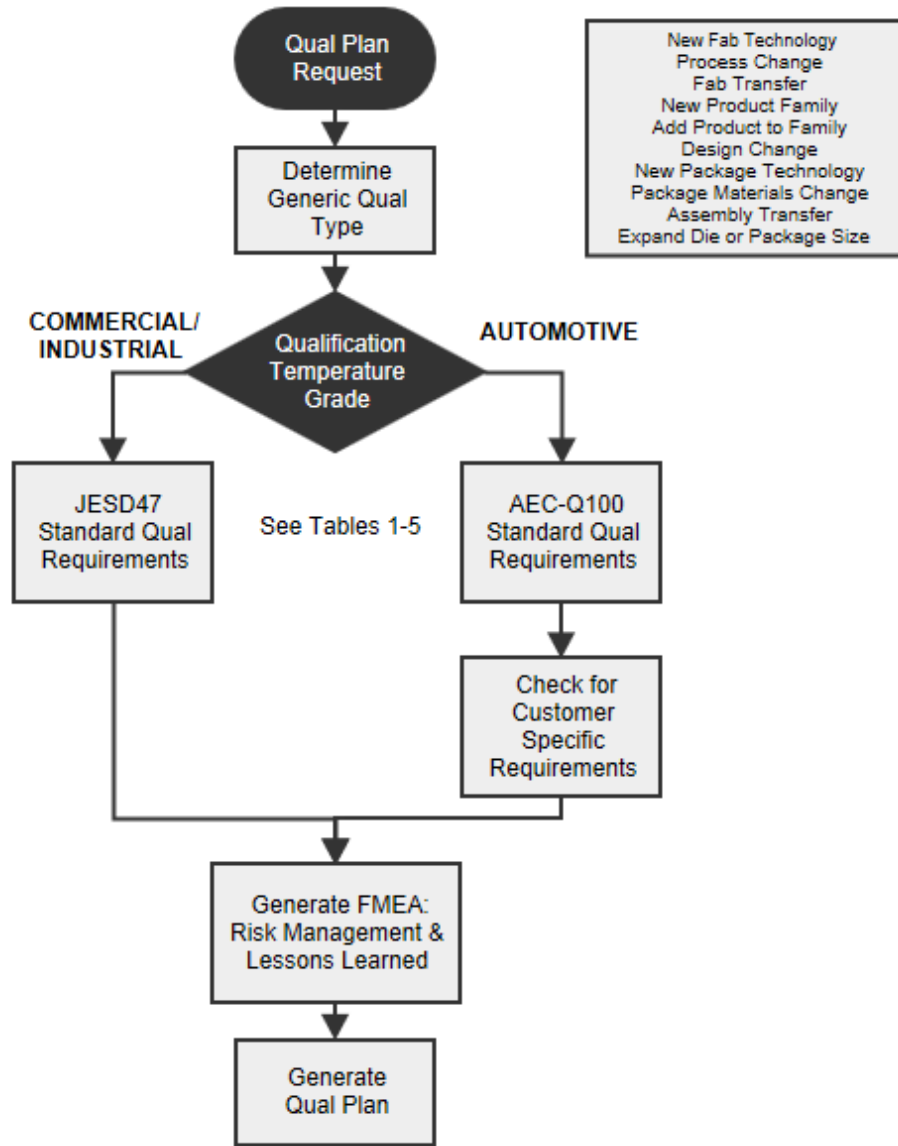 Qual Plan
Request
New Fab Technology
Process Change
Fab Transfer
New Product Family
Add Product to Family
Design Change
New Package Technology
Package Materials Change
Assembly Transfer
Expand Die or Package Size
Determine
Generic Qual
Type
COMMERCIAL/
INDUSTRIAL
Qualification
Temperature
Grade
AUTOMOTIVE
JESD47
Standard Qual
Requirements
See Tables 1-5
AEC-Q100
Standard Qual
Requirements
Check for
Customer
Specific
Requirements
Generate FMEA:
Risk Management &
Lessons Learned
Generate
Qual Plan